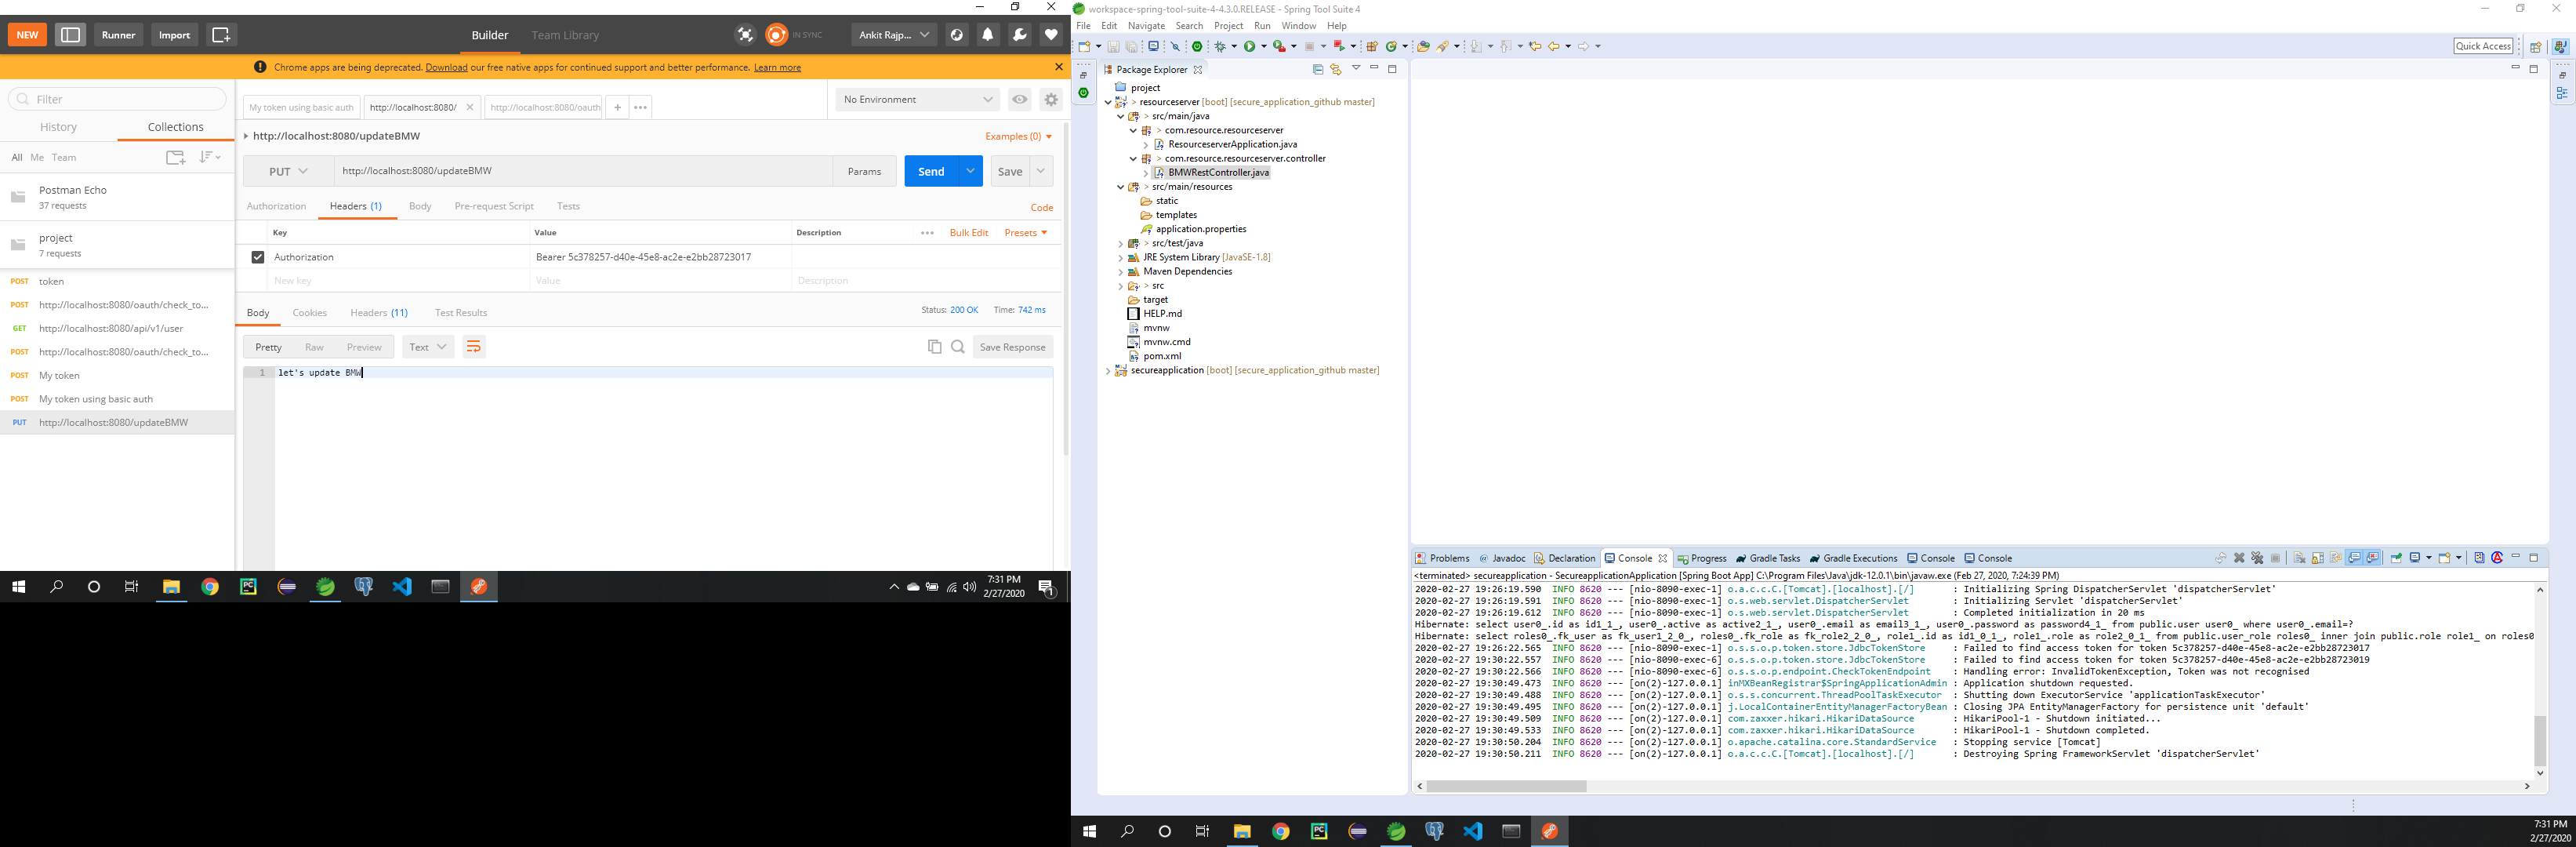 NEW
Runner
Import
Builder
Team Library
IN SYNC
Ankit Rajp...
Chrome apps are being deprecated. Download our free native apps for continued support and better performance. Learn more
Filter
History
Collections
All Me Team
Postman Echo
37 requests
project
7 requests
POST token
POST http://localhost:8080/oauth/check_to...
GET http://localhost:8080/api/v1/user
POST http://localhost:8080/oauth/check_to...
POST My token
POST My token using basic auth
PUT http://localhost:8080/updateBMW
My token using basic auth
http://localhost:8080/
http://localhost:8080/oauth
No Environment
http://localhost:8080/updateBMW
Examples (0)
PUT
http://localhost:8080/updateBMW
Params
Send
Save
Authorization
Headers (1)
Body
Pre-request Script
Tests
Code
Key
Value
Description
Bulk Edit
Presets
Authorization
Bearer 5c378257-d40e-45e8-ac2e-e2bb28723017
New key
Value
Description
Body
Cookies
Headers (11)
Test Results
Status: 200 OK
Time: 742 ms
Pretty
Raw
Preview
Text
Save Response
1 let's update BMW
7:31 PM
2/27/2020
workspace-spring-tool-suite-4-4.3.0.RELEASE - Spring Tool Suite 4
File Edit Navigate Search Project Run Window Help
Quick Access
Package Explorer
project
> resourceserver [boot] [secure_application_github master]
> src/main/java
> com.resource.resourceserver
ResourceserverApplication.java
> com.resource.resourceserver.controller
BMWRestController.java
> src/main/resources
static
templates
application.properties
> src/test/java
JRE System Library [JavaSE-1.8]
Maven Dependencies
> src
target
HELP.md
mvnw
mvnw.cmd
pom.xml
secureapplication [boot] [secure_application_github master]
Problems
Javadoc
Declaration
Console
Progress
Gradle Tasks
Gradle Executions
Console
Console
<terminated> secureapplication - SecureapplicationApplication [Spring Boot App] C:\Program Files\Java\jdk-12.0.1\bin\javaw.exe (Feb 27, 2020, 7:24:39 PM)
2020-02-27 19:26:19.590 INFO 8620 --- [nio-8090-exec-1] o.a.c.c.C.[Tomcat].[localhost].[/] : Initializing Spring DispatcherServlet 'dispatcherServlet'
2020-02-27 19:26:19.591 INFO 8620 --- [nio-8090-exec-1] o.s.web.servlet.DispatcherServlet : Initializing Servlet 'dispatcherServlet'
2020-02-27 19:26:19.612 INFO 8620 --- [nio-8090-exec-1] o.s.web.servlet.DispatcherServlet : Completed initialization in 20 ms
Hibernate: select user0_.id as id1_1_, user0_.active as active2_1_, user0_.email as email3_1_, user0_.password as password4_1_ from public.user user0_ where user0_.email=?
Hibernate: select roles0_.fk_user as fk_user1_2_0_, roles0_.fk_role as fk_role2_2_0_, role1_.id as id1_0_1_, role1_.role as role2_0_1_ from public.user_role roles0_ inner join public.role role1_ on roles0
2020-02-27 19:26:22.565 INFO 8620 --- [nio-8090-exec-1] o.s.s.o.p.token.store.JdbcTokenStore : Failed to find access token for token 5c378257-d40e-45e8-ac2e-e2bb28723017
2020-02-27 19:30:22.557 INFO 8620 --- [nio-8090-exec-6] o.s.s.o.p.token.store.JdbcTokenStore : Failed to find access token for token 5c378257-d40e-45e8-ac2e-e2bb28723019
2020-02-27 19:30:22.566 INFO 8620 --- [nio-8090-exec-6] o.s.s.o.p.endpoint.CheckTokenEndpoint : Handling error: InvalidTokenException, Token was not recognised
2020-02-27 19:30:49.473 INFO 8620 --- [on(2)-127.0.0.1] inMXBeanRegistrar$SpringApplicationAdmin : Application shutdown requested.
2020-02-27 19:30:49.488 INFO 8620 --- [on(2)-127.0.0.1] o.s.s.concurrent.ThreadPoolTaskExecutor : Shutting down ExecutorService 'applicationTaskExecutor'
2020-02-27 19:30:49.495 INFO 8620 --- [on(2)-127.0.0.1] j.LocalContainerEntityManagerFactoryBean : Closing JPA EntityManagerFactory for persistence unit 'default'
2020-02-27 19:30:49.509 INFO 8620 --- [on(2)-127.0.0.1] com.zaxxer.hikari.HikariDataSource : HikariPool-1 - Shutdown initiated...
2020-02-27 19:30:49.533 INFO 8620 --- [on(2)-127.0.0.1] com.zaxxer.hikari.HikariDataSource : HikariPool-1 - Shutdown completed.
2020-02-27 19:30:50.204 INFO 8620 --- [on(2)-127.0.0.1] o.apache.catalina.core.StandardService : Stopping service [Tomcat]
2020-02-27 19:30:50.211 INFO 8620 --- [on(2)-127.0.0.1] o.a.c.c.C.[Tomcat].[localhost].[/] : Destroying Spring FrameworkServlet 'dispatcherServlet'
7:31 PM
2/27/2020